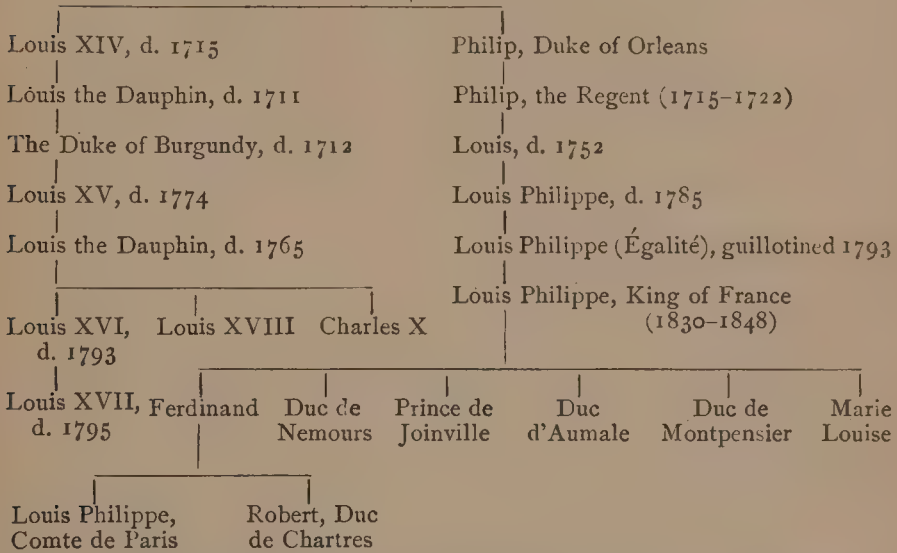 Louis XIV, d. 1715
Philip, Duke of Orleans
Louis the Dauphin, d. 1711
Philip, the Regent (1715–1722)
The Duke of Burgundy, d. 1712
Louis, d. 1752
Louis XV, d. 1774
Louis Philippe, d. 1785
Louis the Dauphin, d. 1765
Louis Philippe (Égalité), guillotined 1793
Louis Philippe, King of France
(1830–1848)
Louis XVI,
d. 1793
Louis XVIII
Charles X
Louis XVII,
d. 1795
Ferdinand
Duc de
Nemours
Prince de
Joinville
Duc
d'Aumale
Duc de
Montpensier
Marie
Louise
Louis Philippe,
Comte de Paris
Robert, Duc
de Chartres